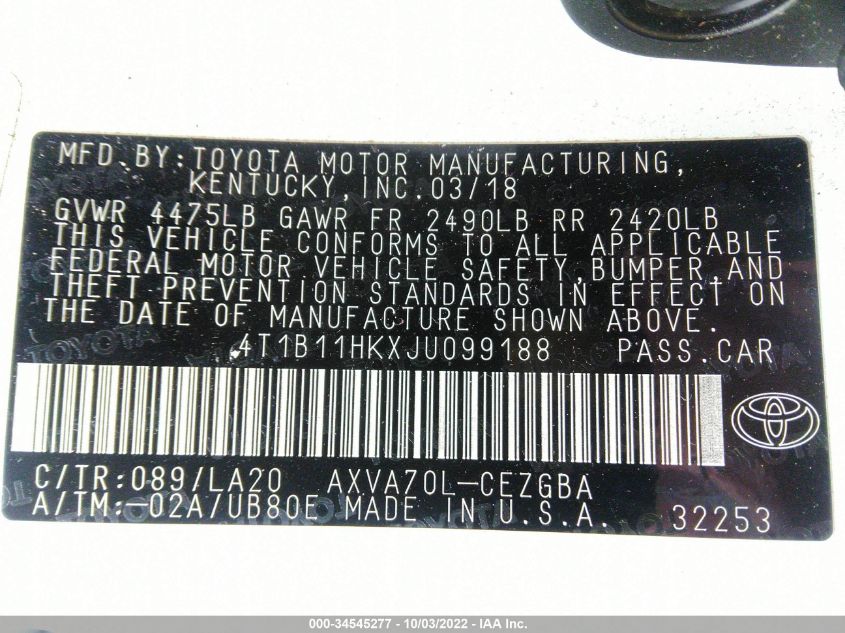 MFD.BY:TOYOTA MOTOR MANUFACTURING,
KENTUCKY,INC.03/18
GVWR 4475LB GAWR FR 2490LB RR 2420LB
THIS VEHICLE CONFORMS TO ALL APPLICABLE
FEDERAL MOTOR VEHICLE SAFETY,BUMPER,AND
THEFT PREVENTION STANDARDS IN EFFECT ON
THE DATE OF MANUFACTURE SHOWN ABOVE.
4T1B11HKXJU099188 PASS.CAR
C/TR:089/LA20 AXVA70L-CEZGBA
A/TM:-02A/UB80E MADE IN U.S.A. 32253
000-34545277 - 10/03/2022 - IAA Inc.